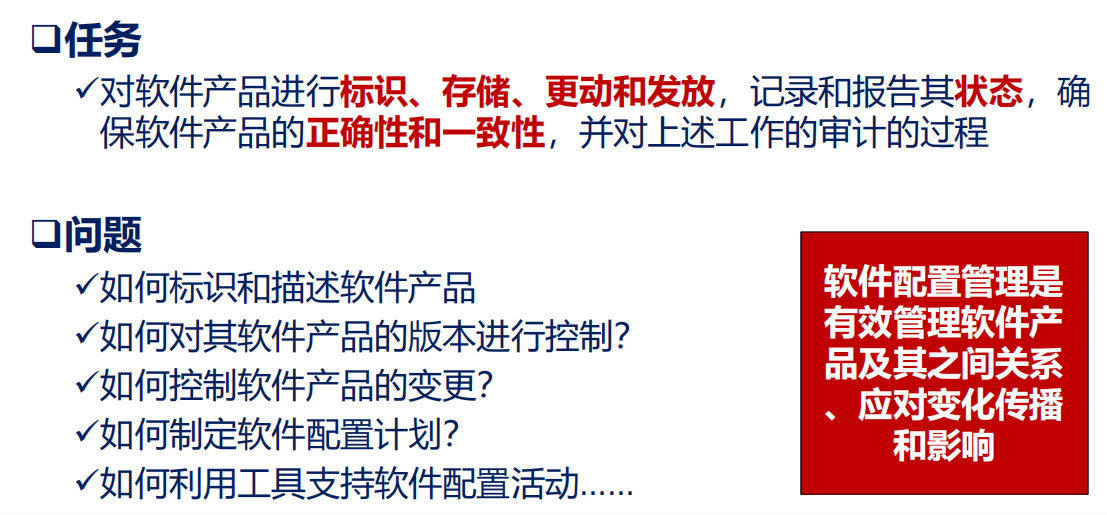 ❑任务
✓对软件产品进行标识、存储、更动和发放，记录和报告其状态，确
保软件产品的正确性和一致性，并对上述工作的审计的过程
❑问题
✓如何标识和描述软件产品
✓如何对其软件产品的版本进行控制？
✓如何控制软件产品的变更？
✓如何制定软件配置计划？
✓如何利用工具支持软件配置活动……
软件配置管理是
有效管理软件产
品及其之间关系
、应对变化传播
和影响